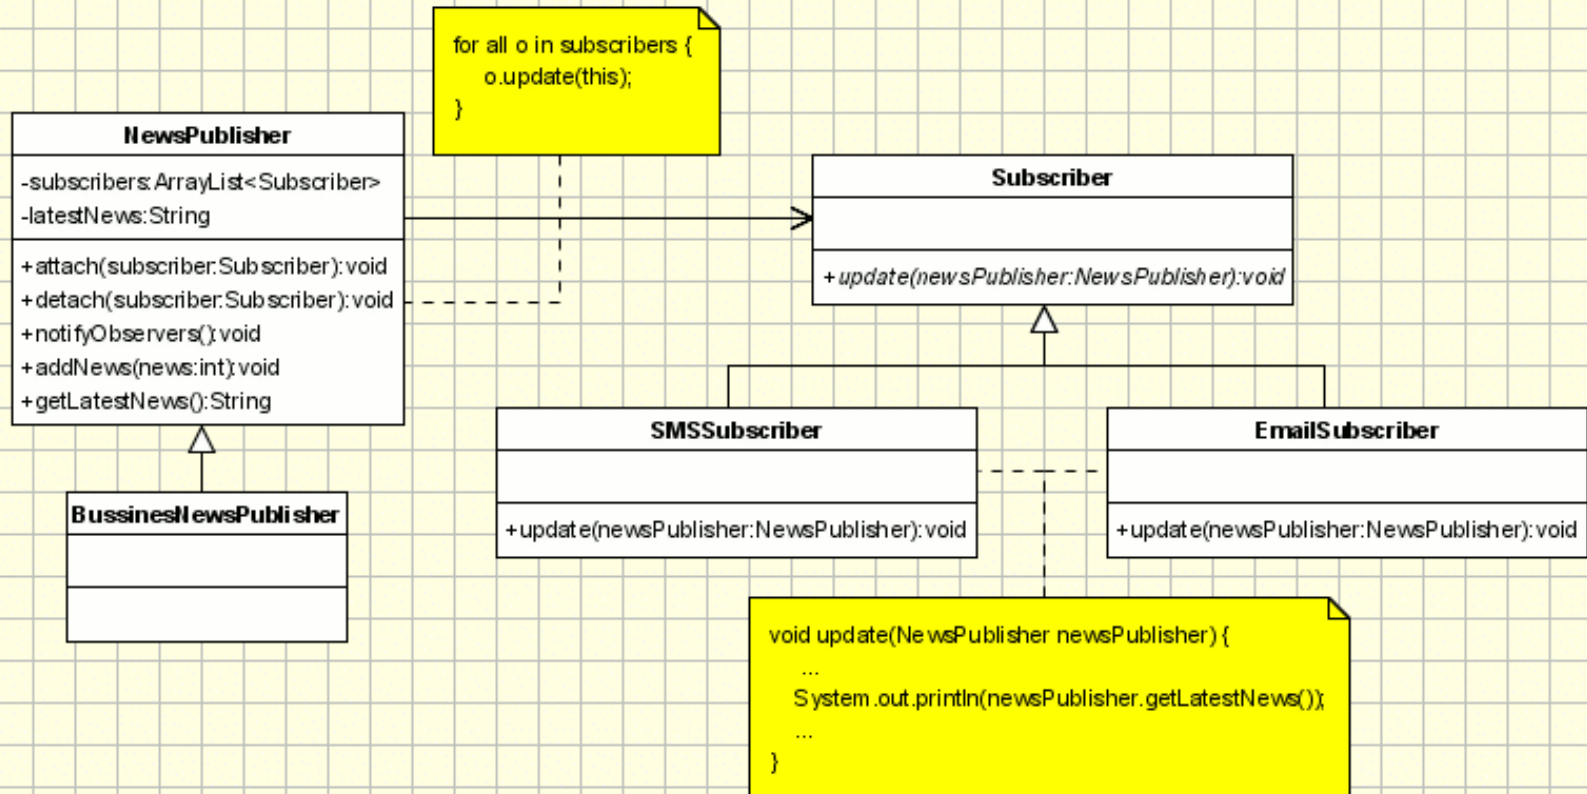 for all o in subscribers {
o.update(this);
}
NewsPublisher
-subscribers:ArrayList<Subscriber>
-latestNews:String
+attach(subscriber:Subscriber):void
+detach(subscriber:Subscriber):void
+notifyObservers():void
+addNews(news:int):void
+getLatestNews():String
Subscriber
+update(newsPublisher:NewsPublisher):void
SMSSubscriber
+update(newsPublisher:NewsPublisher):void
EmailSubscriber
+update(newsPublisher:NewsPublisher):void
BussinesNewsPublisher
void update(NewsPublisher newsPublisher) {
...
System.out.println(newsPublisher.getLatestNews());
...
}